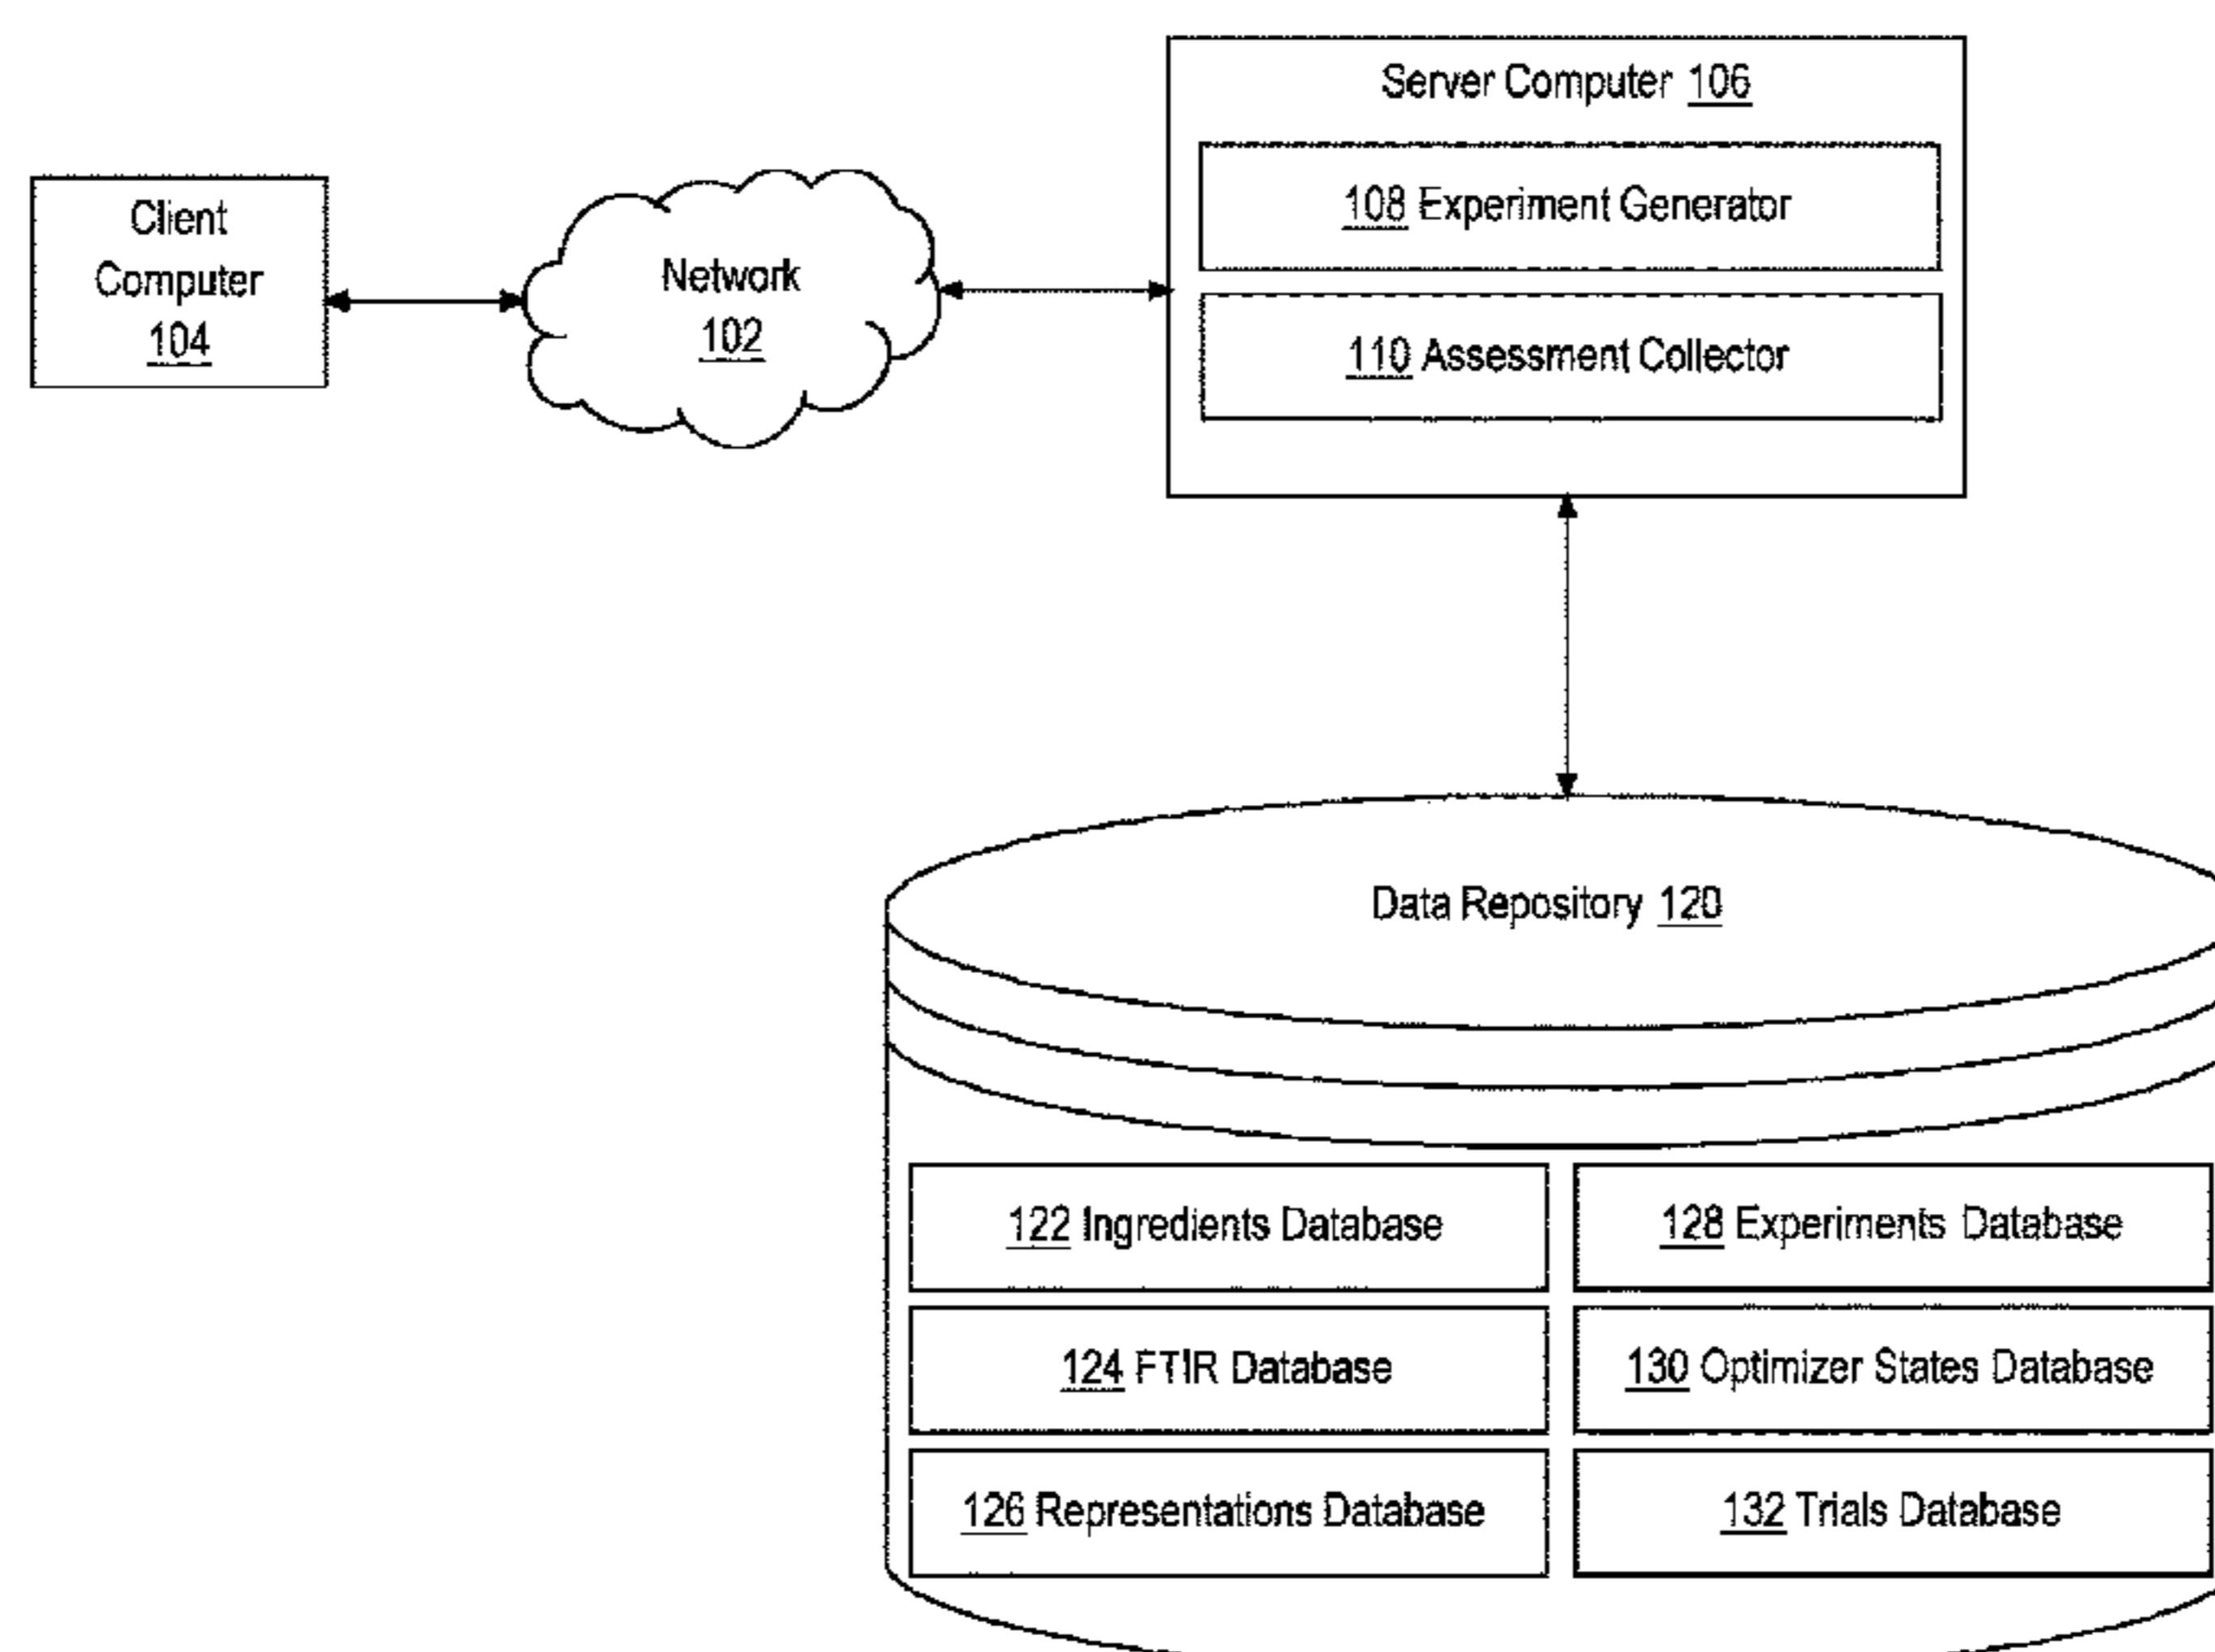 Client
Computer
104
Network
102
Server Computer 106
108 Experiment Generator
110 Assessment Collector
Data Repository 120
122 Ingredients Database
128 Experiments Database
124 FTIR Database
130 Optimizer States Database
126 Representations Database
132 Trials Database